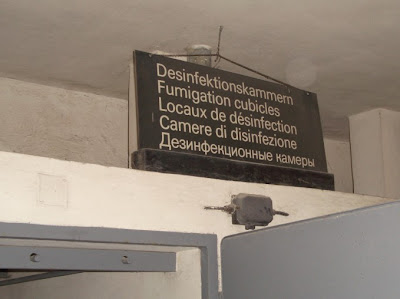 Desinfektionskammern
Fumigation cubicles
Locaux de désinfection
Camere di disinfezione
Дезинфекционные камеры